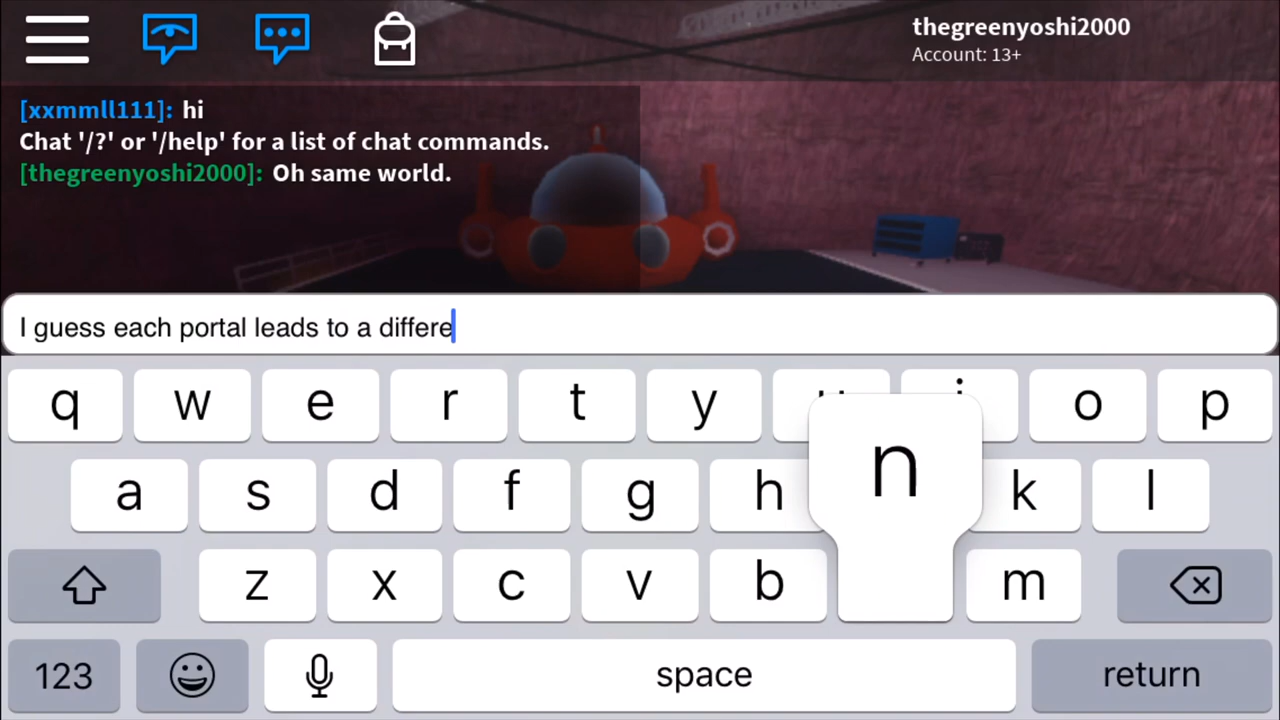 thegreenyoshi2000
Account: 13+
[xxmmll111]: hi
Chat '/?' or '/help' for a list of chat commands.
[thegreenyoshi2000]: Oh same world.
I guess each portal leads to a differe
q w e r t y u i o p
a s d f g h k l
n
z x c v b m
123 space return